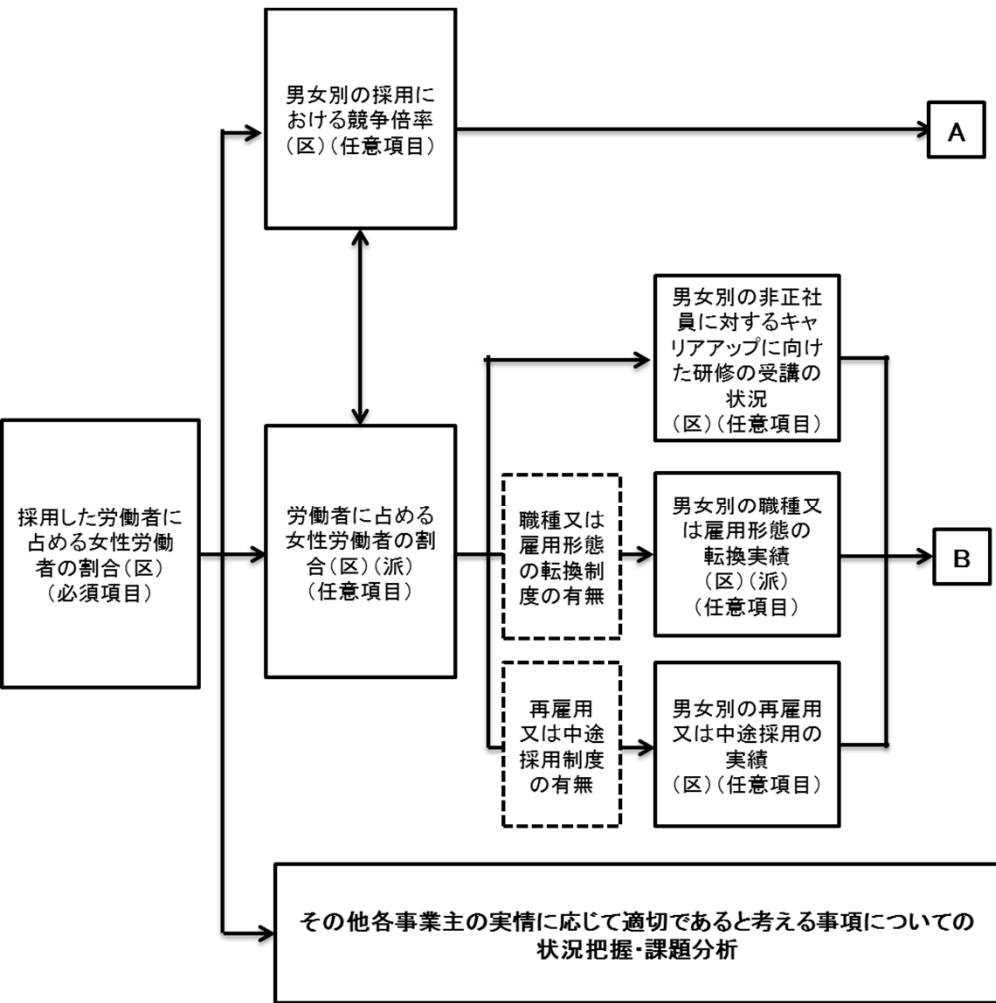 男女別の採用に
おける競争倍率
(区)(任意項目)
A
男女別の非正社
員に対するキャ
リアアップに向け
た研修の受講の
状況
(区)(任意項目)
採用した労働者に
占める女性労働
者の割合(区)
(必須項目)
労働者に占める
女性労働者の割
合(区)(派)
(任意項目)
職種又は
雇用形態
の転換制
度の有無
男女別の職種又
は雇用形態の
転換実績
(区)(派)
(任意項目)
B
再雇用
又は中途
採用制度
の有無
男女別の再雇用
又は中途採用の
実績
(区)(任意項目)
その他各事業主の実情に応じて適切であると考える事項についての
状況把握・課題分析